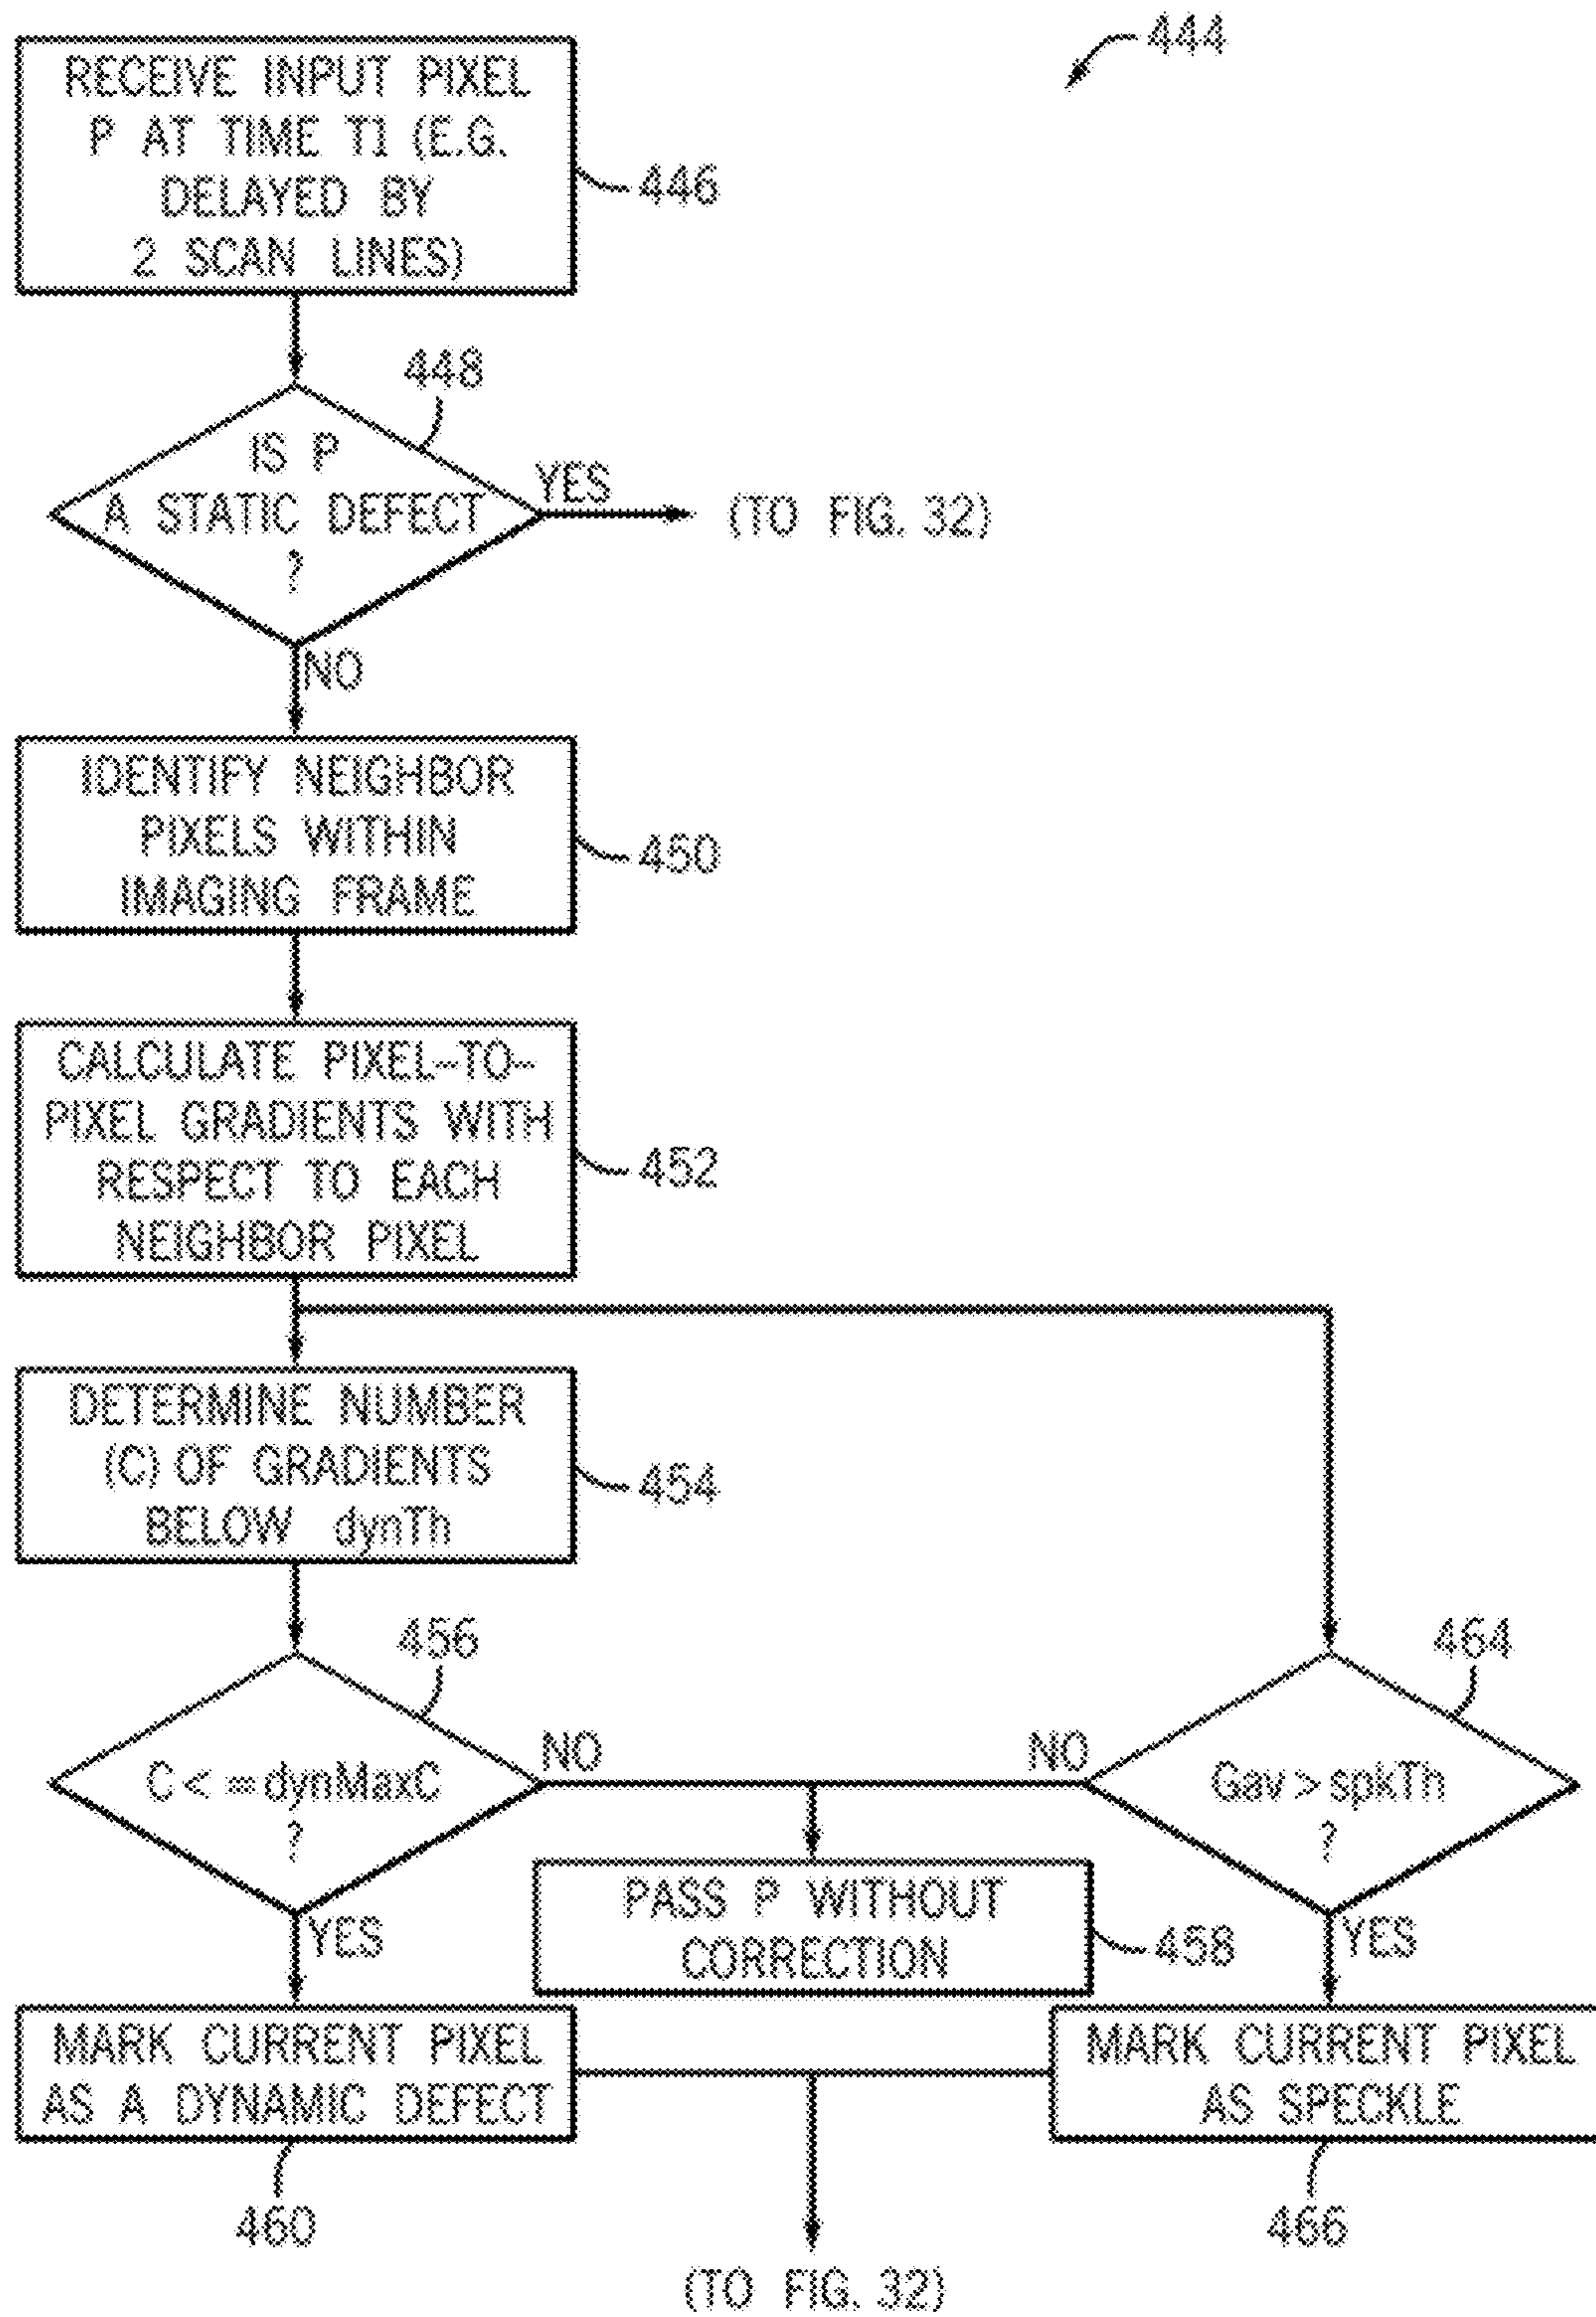 444
RECEIVE INPUT PIXEL
P AT TIME T1 (E.G.
DELAYED BY
2 SCAN LINES)
446
448
IS P
A STATIC DEFECT
?
YES
(TO FIG. 32)
NO
IDENTIFY NEIGHBOR
PIXELS WITHIN
IMAGING FRAME
450
CALCULATE PIXEL-TO-
PIXEL GRADIENTS WITH
RESPECT TO EACH
NEIGHBOR PIXEL
452
DETERMINE NUMBER
(C) OF GRADIENTS
BELOW dynTh
454
456
C < = dynMaxC
?
NO
YES
464
Gav > spkTh
?
NO
YES
PASS P WITHOUT
CORRECTION
458
MARK CURRENT PIXEL
AS A DYNAMIC DEFECT
460
MARK CURRENT PIXEL
AS SPECKLE
466
(TO FIG. 32)